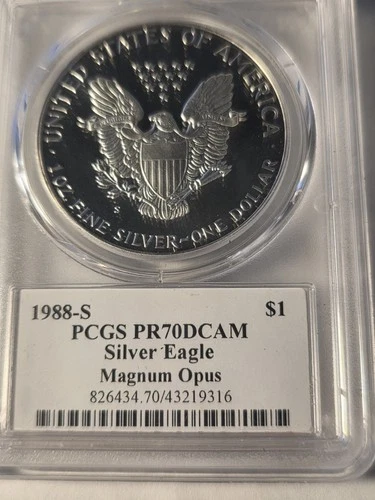 UNITED STATES OF AMERICA
S
1 OZ. FINE SILVER~ONE DOLLAR
1988-S $1
PCGS PR70DCAM
Silver Eagle
Magnum Opus
826434.70/43219316